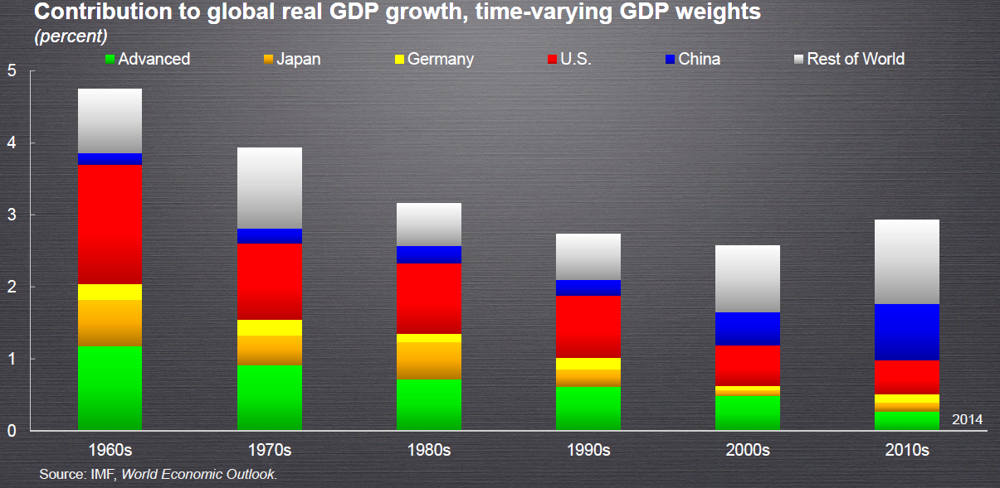 Contribution to global real GDP growth, time-varying GDP weights
(percent)
Advanced Japan Germany U.S. China Rest of World
5
4
3
2
1
0
2014
1960s 1970s 1980s 1990s 2000s 2010s
Source: IMF, World Economic Outlook.